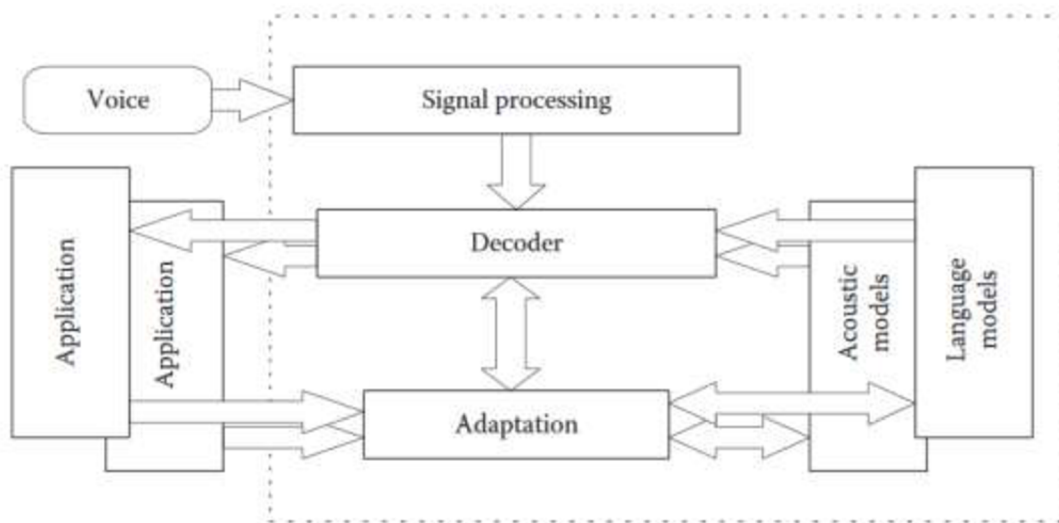 Voice
Signal processing
Decoder
Application
Application
Acoustic
models
Language
models
Adaptation